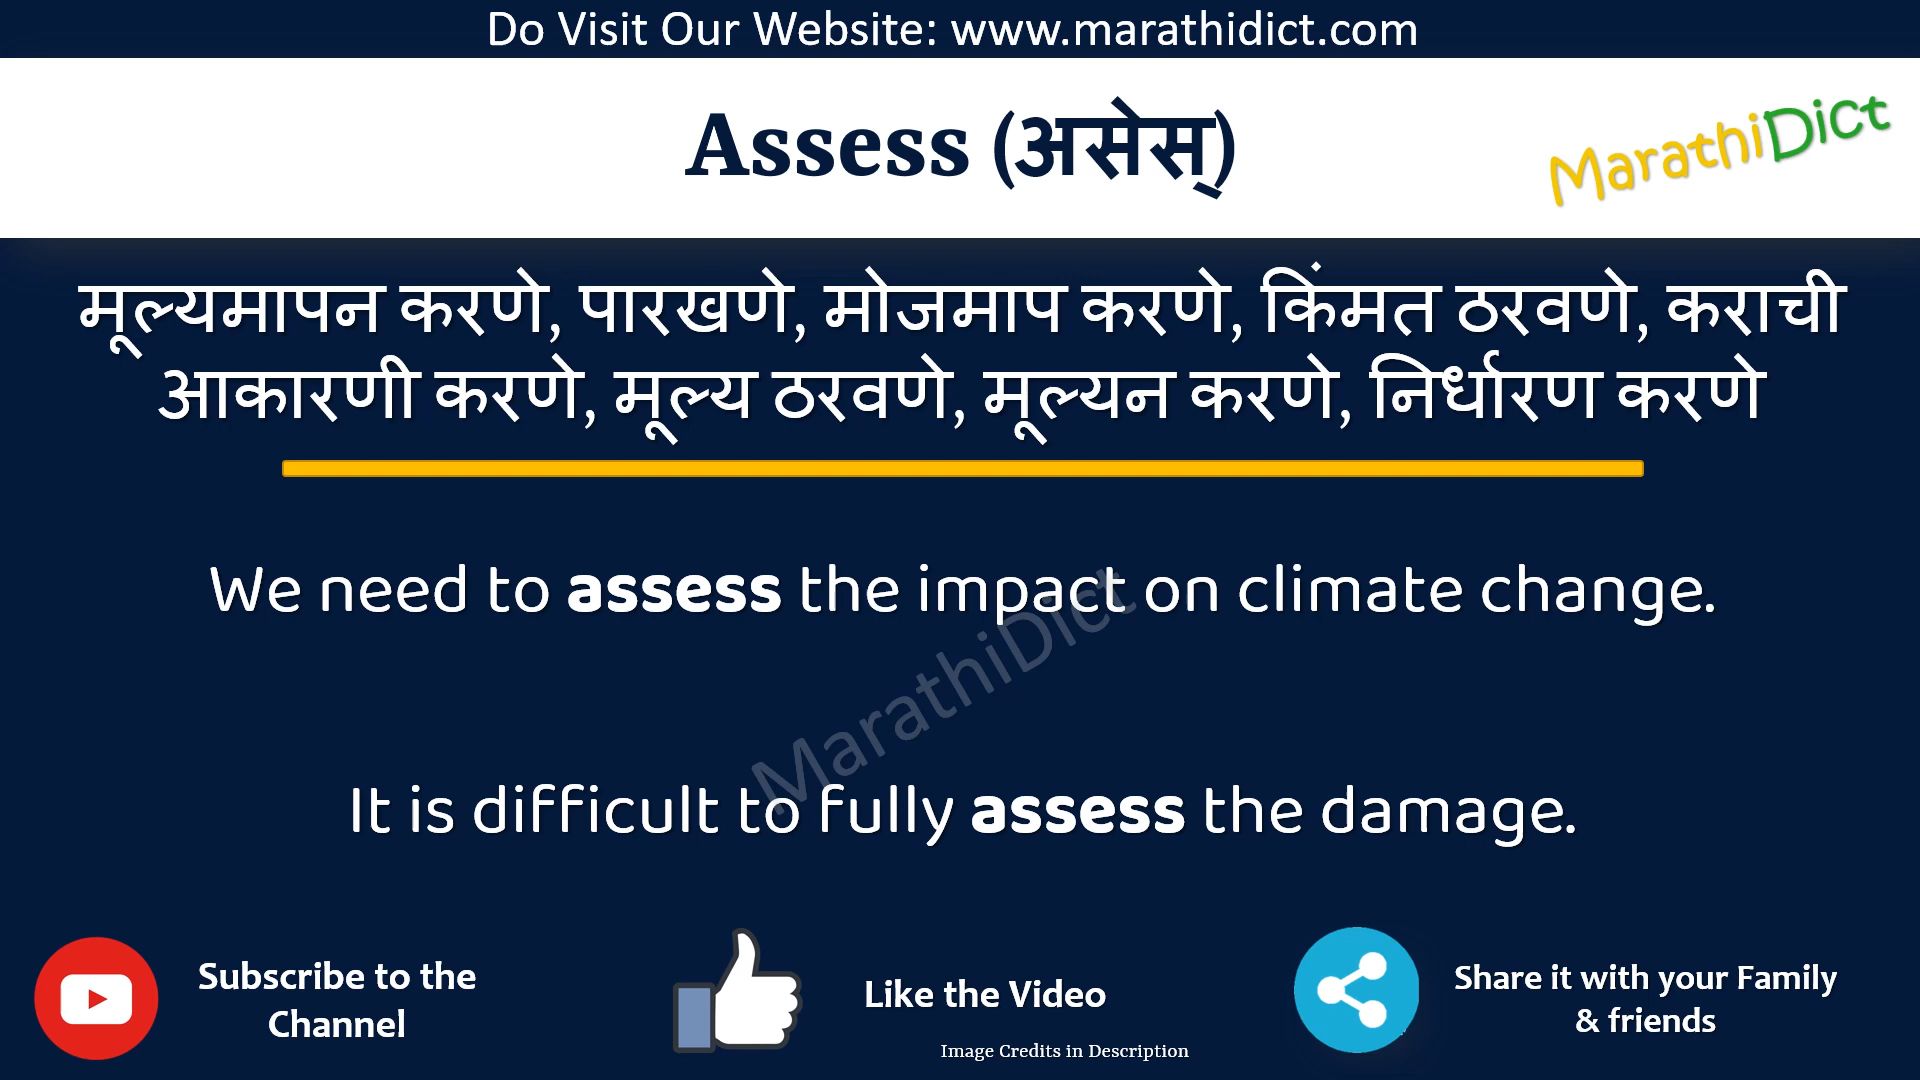 Do Visit Our Website: www.marathidict.com
Assess (असेस्)
MarathiDict
मूल्यमापन करणे, पारखणे, मोजमाप करणे, किंमत ठरवणे, कराची
आकारणी करणे, मूल्य ठरवणे, मूल्यन करणे, निर्धारण करणे
We need to assess the impact on climate change.
MarathiDict
It is difficult to fully assess the damage.
Subscribe to the
Channel
Like the Video
Share it with your Family
& friends
Image Credits in Description